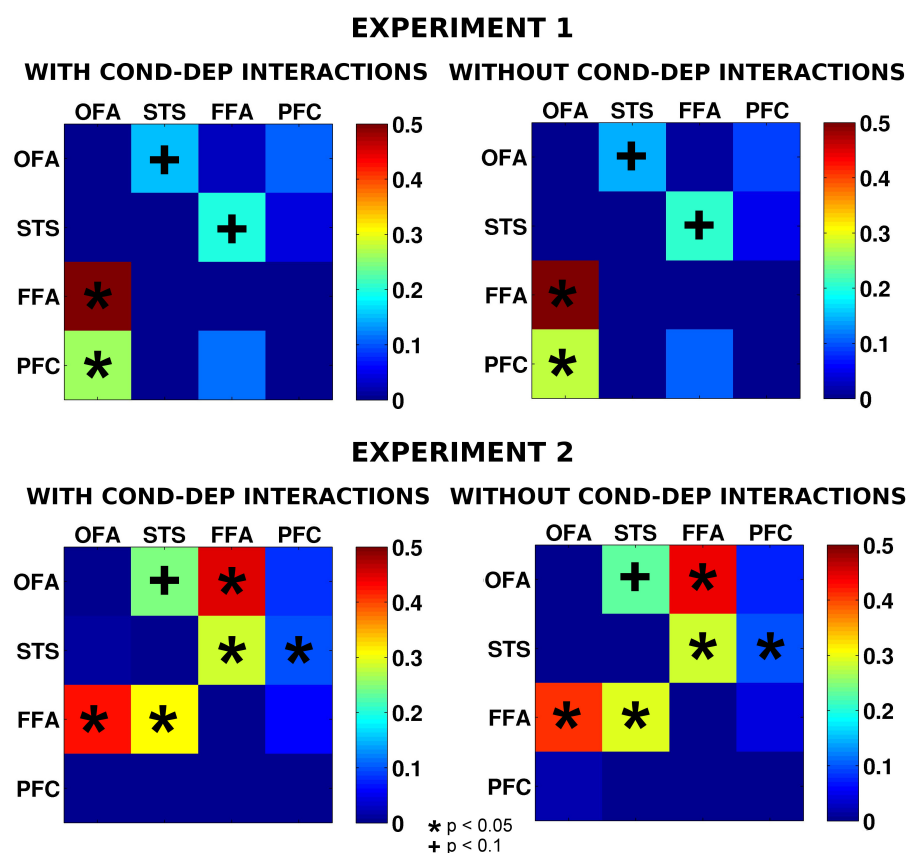 EXPERIMENT 1
WITH COND-DEP INTERACTIONS
OFA STS FFA PFC
OFA
STS
FFA
PFC
0.5
0.4
0.3
0.2
0.1
0
WITHOUT COND-DEP INTERACTIONS
OFA STS FFA PFC
OFA
STS
FFA
PFC
0.5
0.4
0.3
0.2
0.1
0
EXPERIMENT 2
WITH COND-DEP INTERACTIONS
OFA STS FFA PFC
OFA
STS
FFA
PFC
0.5
0.4
0.3
0.2
0.1
0
WITHOUT COND-DEP INTERACTIONS
OFA STS FFA PFC
OFA
STS
FFA
PFC
0.5
0.4
0.3
0.2
0.1
0
* p < 0.05
+ p < 0.1